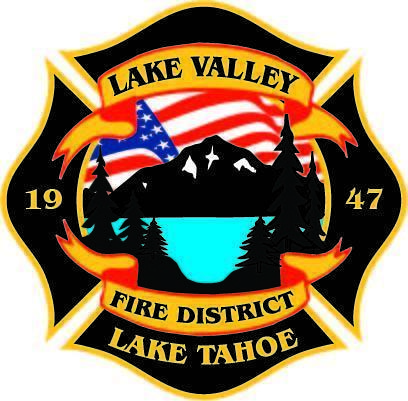 LAKE VALLEY
19 47
FIRE DISTRICT
LAKE TAHOE